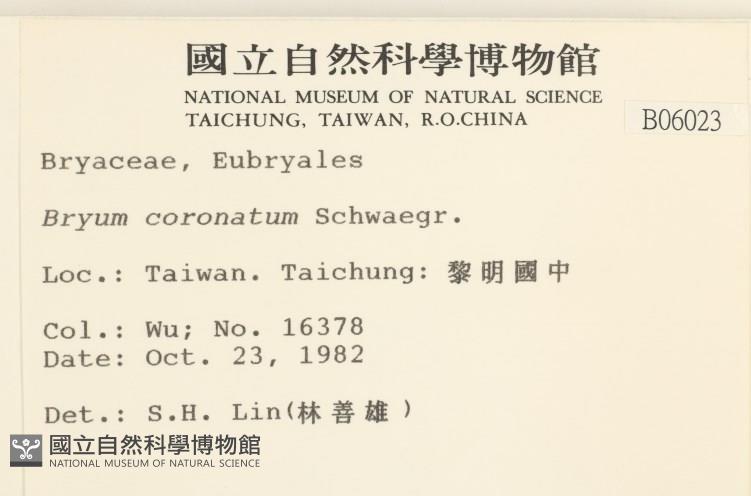 國立自然科學博物館
NATIONAL MUSEUM OF NATURAL SCIENCE
TAICHUNG, TAIWAN, R.O.CHINA
B06023
Bryaceae, Eubryales
Bryum coronatum Schwaegr.
Loc.: Taiwan. Taichung: 黎明國中
Col.: Wu; No. 16378
Date: Oct. 23, 1982
Det.: S.H. Lin(林善雄)
國立自然科學博物館
NATIONAL MUSEUM OF NATURAL SCIENCE